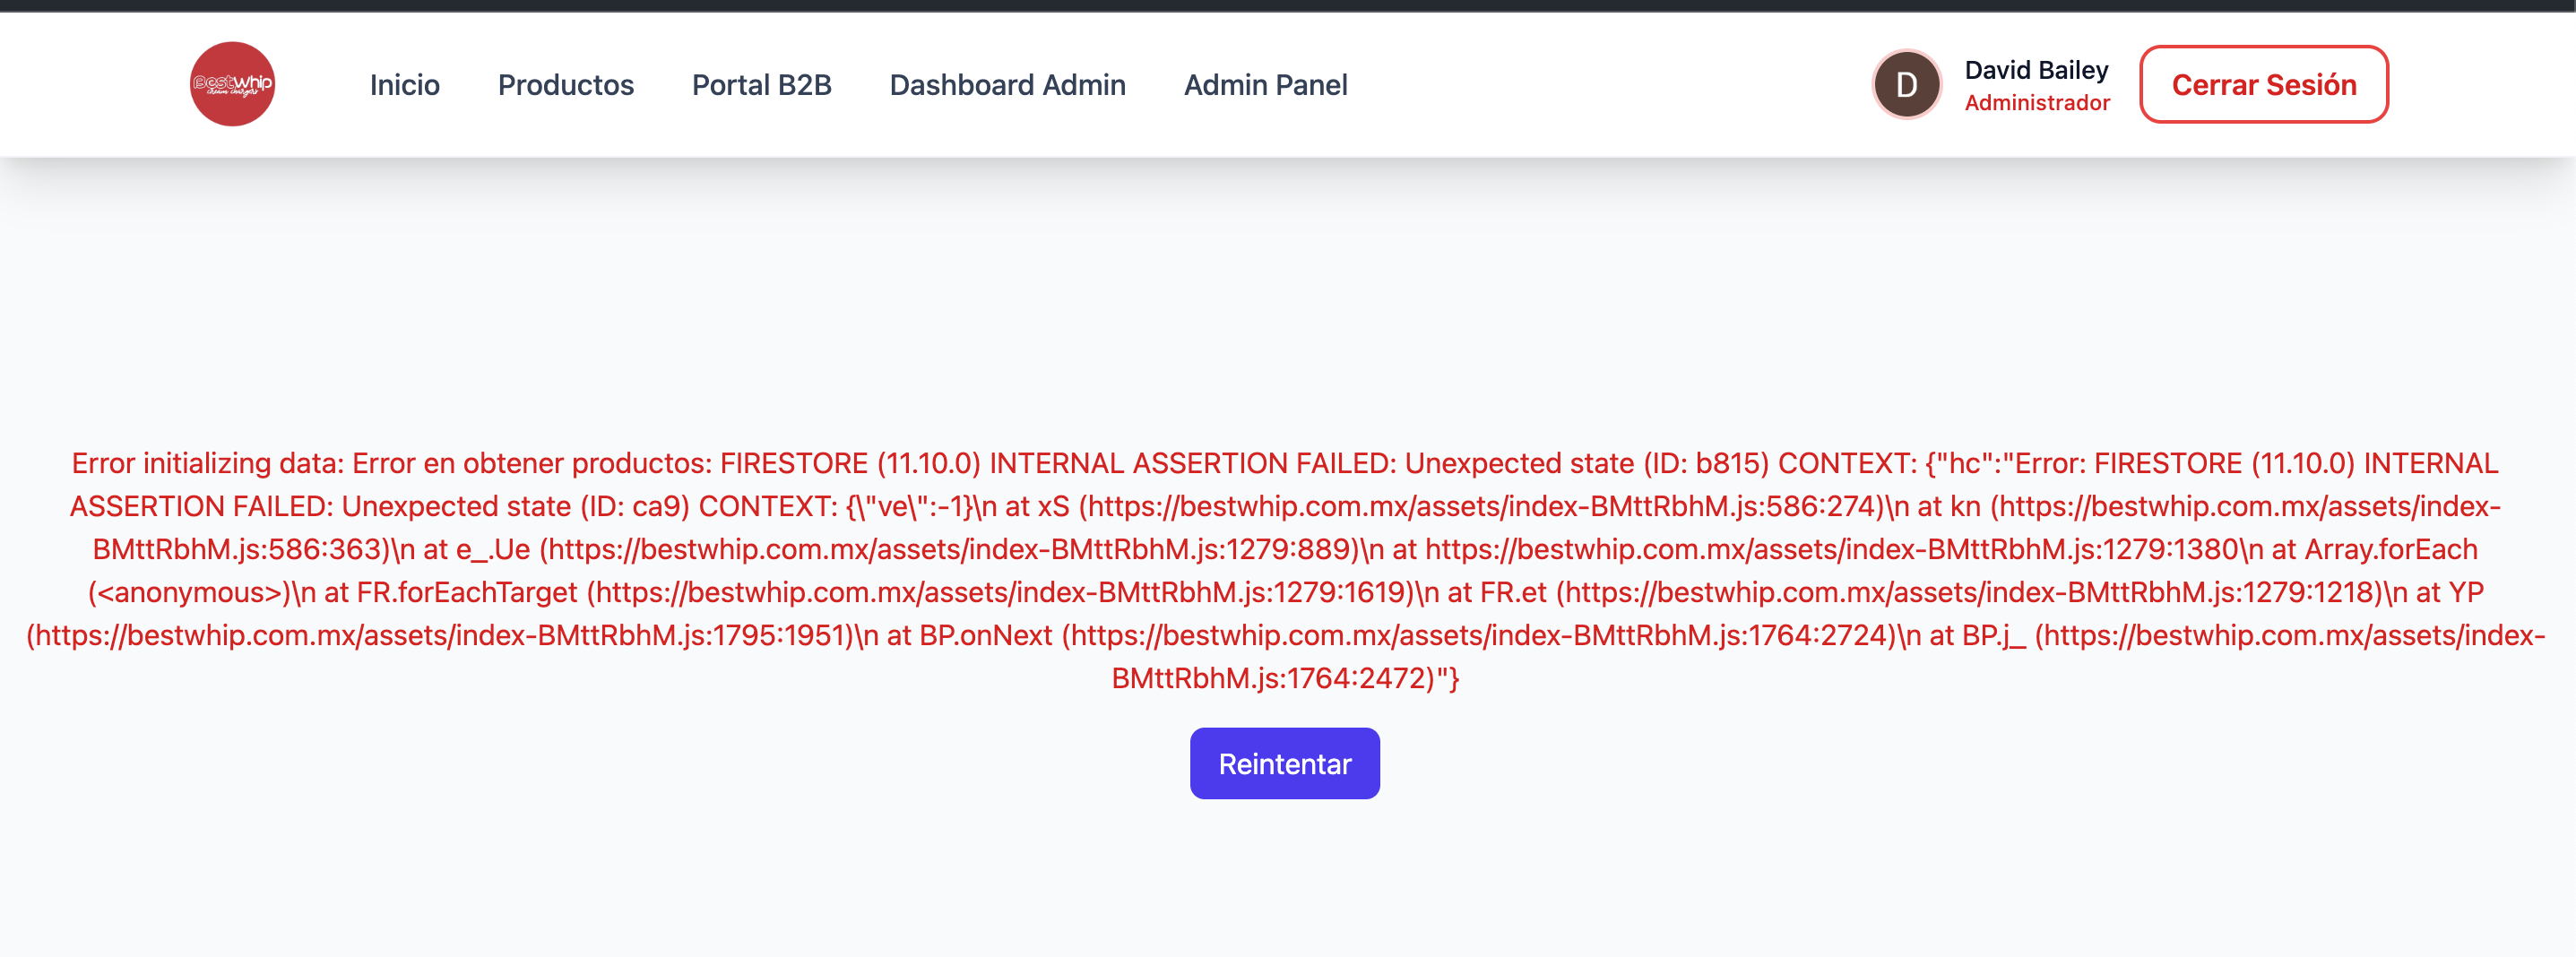 BestWhip
cream chargers
Inicio
Productos
Portal B2B
Dashboard Admin
Admin Panel
D
David Bailey
Administrador
Cerrar Sesión
Error initializing data: Error en obtener productos: FIRESTORE (11.10.0) INTERNAL ASSERTION FAILED: Unexpected state (ID: b815) CONTEXT: {"hc":"Error: FIRESTORE (11.10.0) INTERNAL
ASSERTION FAILED: Unexpected state (ID: ca9) CONTEXT: {\"ve\":-1}\n at xS (https://bestwhip.com.mx/assets/index-BMttRbhM.js:586:274)\n at kn (https://bestwhip.com.mx/assets/index-
BMttRbhM.js:586:363)\n at e_.Ue (https://bestwhip.com.mx/assets/index-BMttRbhM.js:1279:889)\n at https://bestwhip.com.mx/assets/index-BMttRbhM.js:1279:1380\n at Array.forEach
(<anonymous>)\n at FR.forEachTarget (https://bestwhip.com.mx/assets/index-BMttRbhM.js:1279:1619)\n at FR.et (https://bestwhip.com.mx/assets/index-BMttRbhM.js:1279:1218)\n at YP
(https://bestwhip.com.mx/assets/index-BMttRbhM.js:1795:1951)\n at BP.onNext (https://bestwhip.com.mx/assets/index-BMttRbhM.js:1764:2724)\n at BP.j_ (https://bestwhip.com.mx/assets/index-
BMttRbhM.js:1764:2472)"}
Reintentar